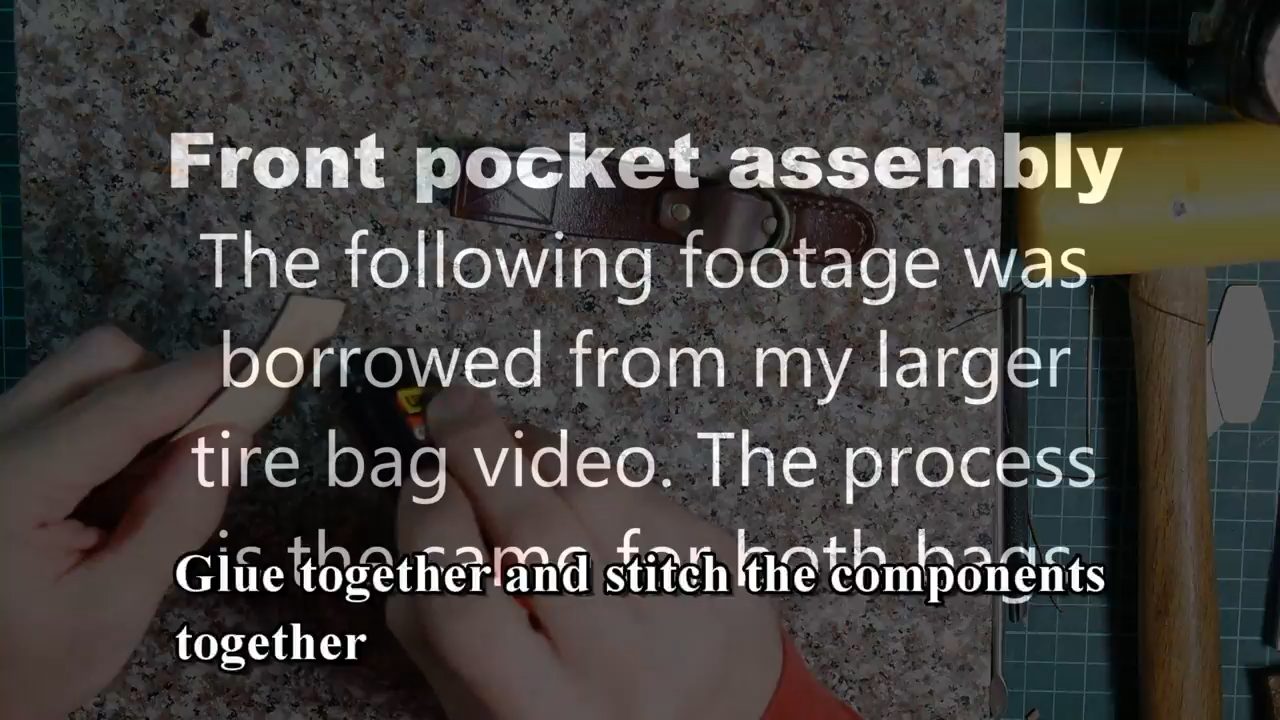 Front pocket assembly
The following footage was
borrowed from my larger
tire bag video. The process
is the same for both bags.
Glue together and stitch the components
together